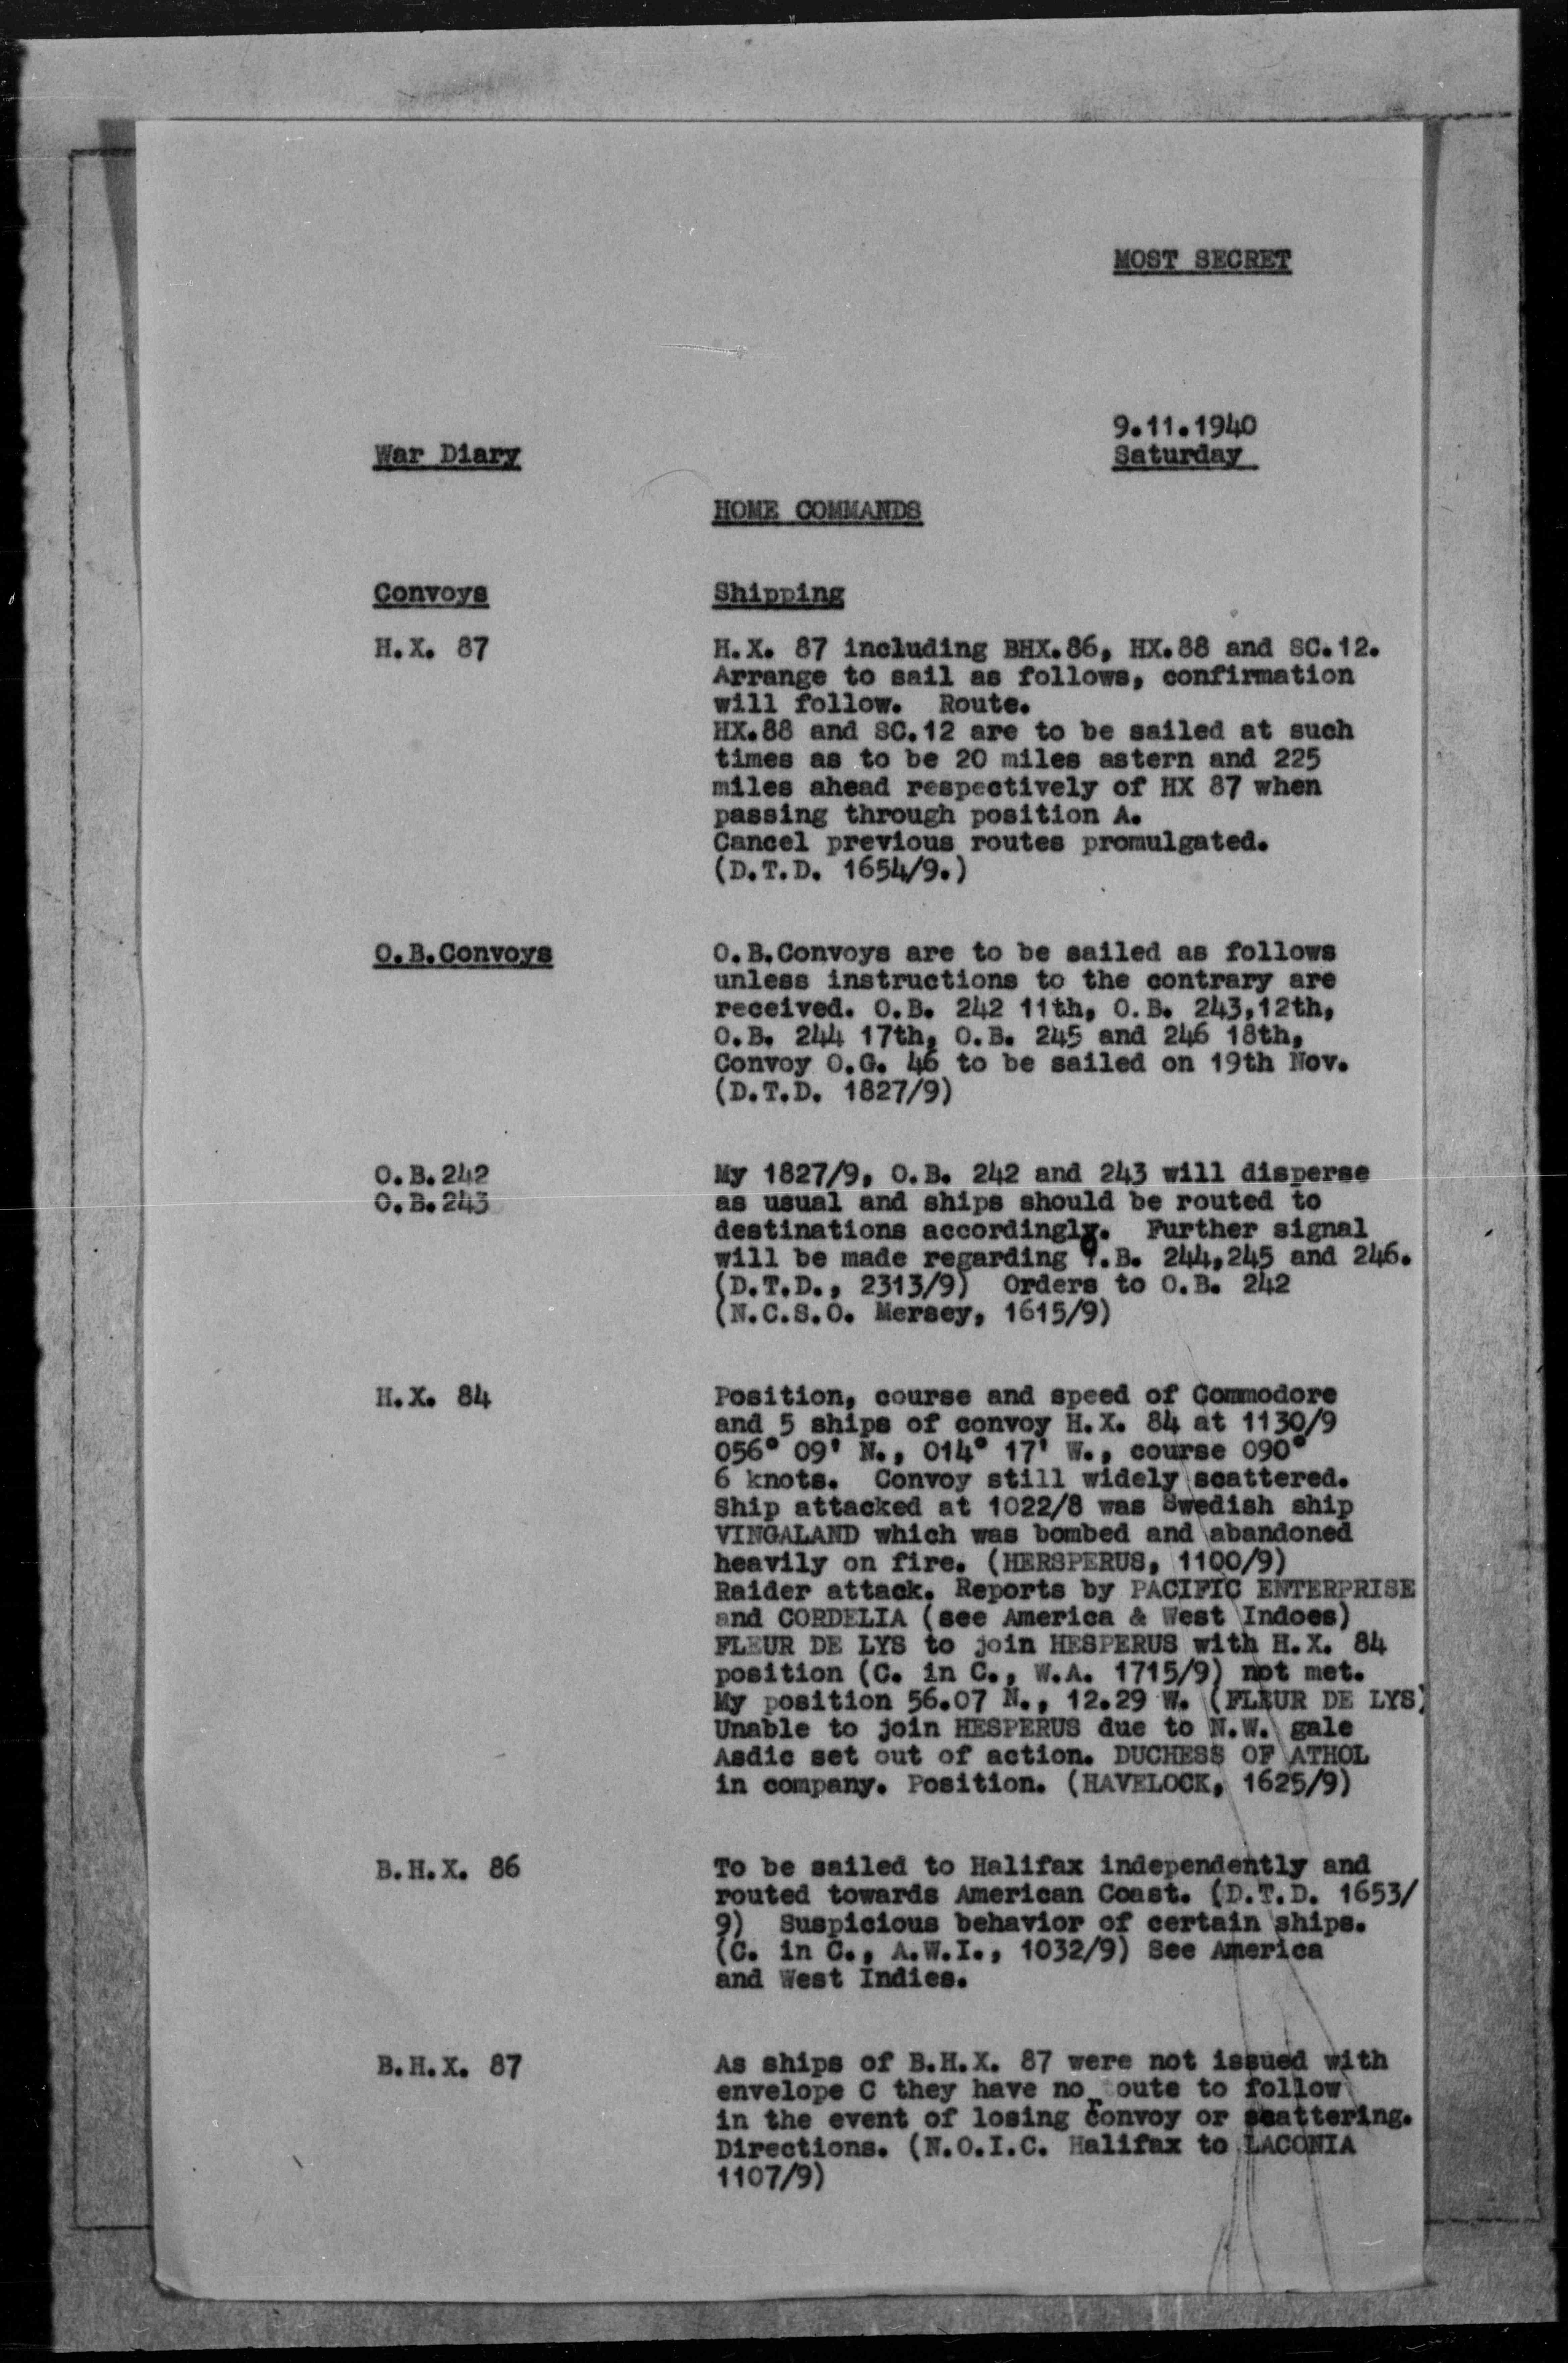 MOST SECRET
9.11.1940
War Diary
Saturday
HOME COMMANDS
Convoys
Shipping
H.X. 87
H.X. 87 including BHX.86, HX.88 and SC.12.
Arrange to sail as follows, confirmation
will follow. Route.
HX.88 and SC.12 are to be sailed at such
times as to be 20 miles astern and 225
miles ahead respectively of HX 87 when
passing through position A.
Cancel previous routes promulgated.
(D.T.D. 1654/9.)
O.B.Convoys
O.B.Convoys are to be sailed as follows
unless instructions to the contrary are
received. O.B. 242 11th, O.B. 243,12th,
O.B. 244 17th, O.B. 245 and 246 18th,
Convoy O.G. 46 to be sailed on 19th Nov.
(D.T.D. 1827/9)
O.B.242
O.B.243
My 1827/9, O.B. 242 and 243 will disperse
as usual and ships should be routed to
destinations accordingly. Further signal
will be made regarding O.B. 244,245 and 246.
(D.T.D., 2313/9) Orders to O.B. 242
(N.C.S.O. Mersey, 1615/9)
H.X. 84
Position, course and speed of Commodore
and 5 ships of convoy H.X. 84 at 1130/9
056° 09' N., 014° 17' W., course 090°
6 knots. Convoy still widely scattered.
Ship attacked at 1022/8 was Swedish ship
VINGALAND which was bombed and abandoned
heavily on fire. (HERSPERUS, 1100/9)
Raider attack. Reports by PACIFIC ENTERPRISE
and CORDELIA (see America & West Indoes)
FLEUR DE LYS to join HESPERUS with H.X. 84
position (C. in C., W.A. 1715/9) not met.
My position 56.07 N., 12.29 W. (FLEUR DE LYS)
Unable to join HESPERUS due to N.W. gale
Asdic set out of action. DUCHESS OF ATHOL
in company. Position. (HAVELOCK, 1625/9)
B.H.X. 86
To be sailed to Halifax independently and
routed towards American Coast. (D.T.D. 1653/
9) Suspicious behavior of certain ships.
(C. in C., A.W.I., 1032/9) See America
and West Indies.
B.H.X. 87
As ships of B.H.X. 87 were not issued with
envelope C they have no route to follow
in the event of losing convoy or scattering.
Directions. (N.O.I.C. Halifax to LACONIA
1107/9)